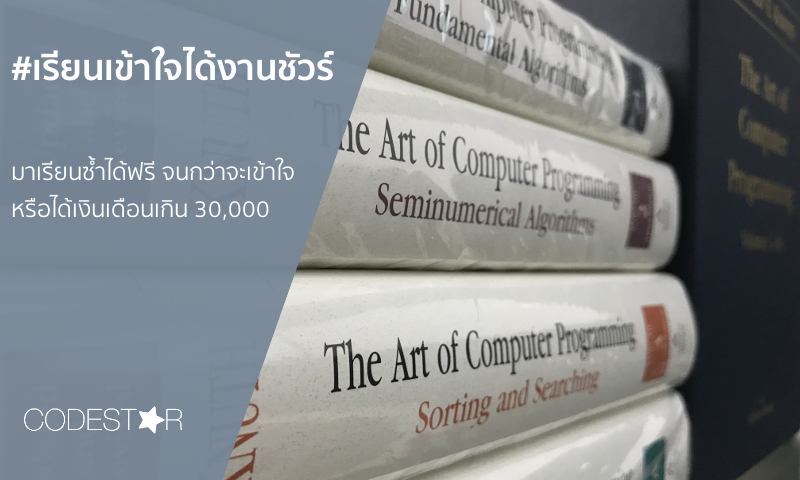 #เรียนเข้าใจได้งานชัวร์
มาเรียนซ้ำได้ฟรี จนกว่าจะเข้าใจ
หรือได้เงินเดือนเกิน 30,000
CODEST★R
Computer Programming
Fundamental Algorithms
The Art of Computer Programming
Seminumerical Algorithms
The Art of Computer Programming
Sorting and Searching
The Art of
Computer
Programming